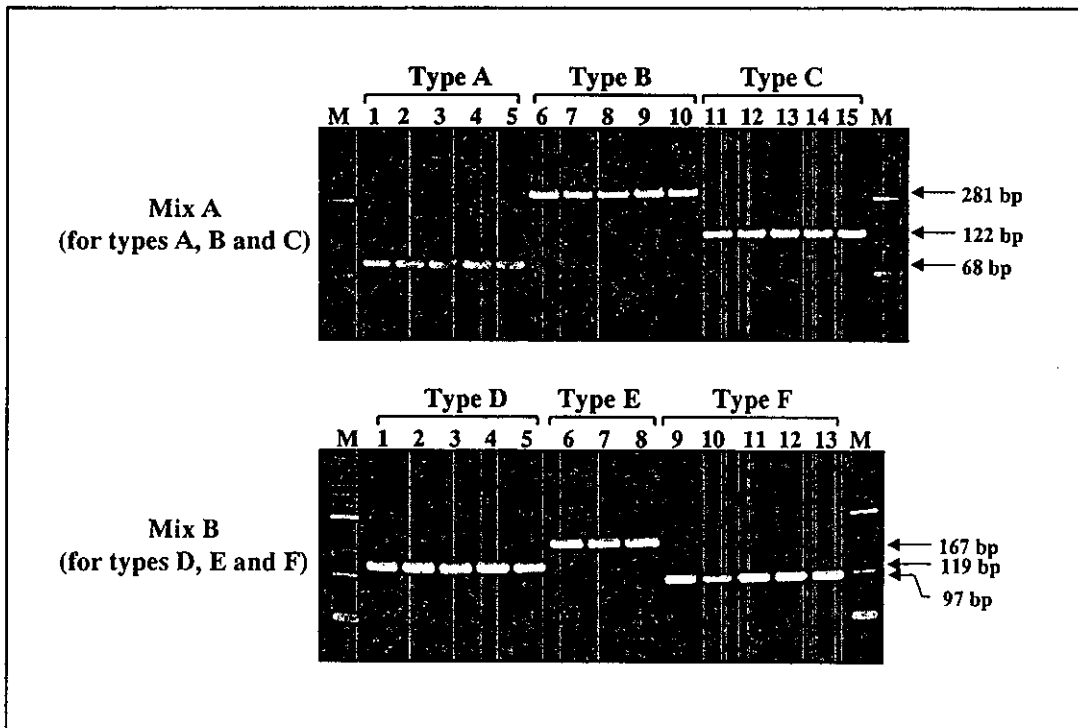 Type A Type B Type C
M 1 2 3 4 5 6 7 8 9 10 11 12 13 14 15 M
Mix A
(for types A, B and C)
281 bp
122 bp
68 bp
Type D Type E Type F
M 1 2 3 4 5 6 7 8 9 10 11 12 13 M
Mix B
(for types D, E and F)
167 bp
119 bp
97 bp